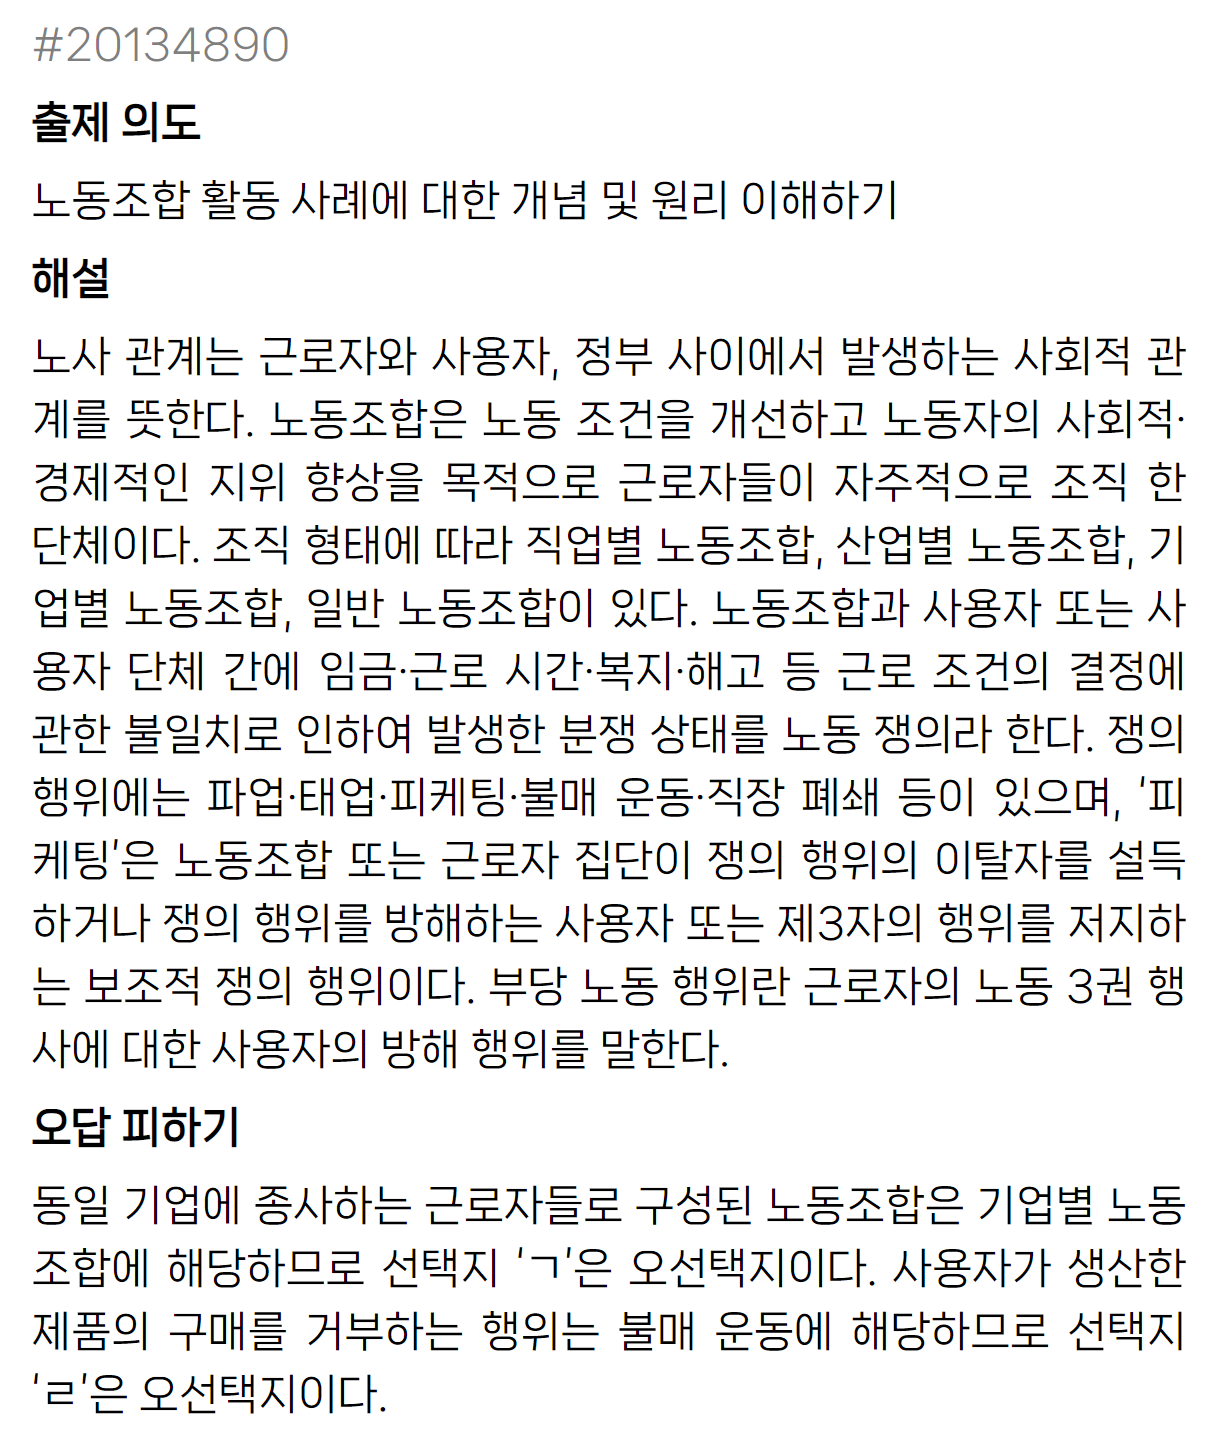 #20134890
출제 의도
노동조합 활동 사례에 대한 개념 및 원리 이해하기
해설
노사 관계는 근로자와 사용자, 정부 사이에서 발생하는 사회적 관
계를 뜻한다. 노동조합은 노동 조건을 개선하고 노동자의 사회적·
경제적인 지위 향상을 목적으로 근로자들이 자주적으로 조직 한
단체이다. 조직 형태에 따라 직업별 노동조합, 산업별 노동조합, 기
업별 노동조합, 일반 노동조합이 있다. 노동조합과 사용자 또는 사
용자 단체 간에 임금·근로 시간·복지·해고 등 근로 조건의 결정에
관한 불일치로 인하여 발생한 분쟁 상태를 노동 쟁의라 한다. 쟁의
행위에는 파업·태업·피케팅·불매 운동·직장 폐쇄 등이 있으며, ‘피
케팅’은 노동조합 또는 근로자 집단이 쟁의 행위의 이탈자를 설득
하거나 쟁의 행위를 방해하는 사용자 또는 제3자의 행위를 저지하
는 보조적 쟁의 행위이다. 부당 노동 행위란 근로자의 노동 3권 행
사에 대한 사용자의 방해 행위를 말한다.
오답 피하기
동일 기업에 종사하는 근로자들로 구성된 노동조합은 기업별 노동
조합에 해당하므로 선택지 ‘ㄱ’은 오선택지이다. 사용자가 생산한
제품의 구매를 거부하는 행위는 불매 운동에 해당하므로 선택지
‘ㄹ’은 오선택지이다.